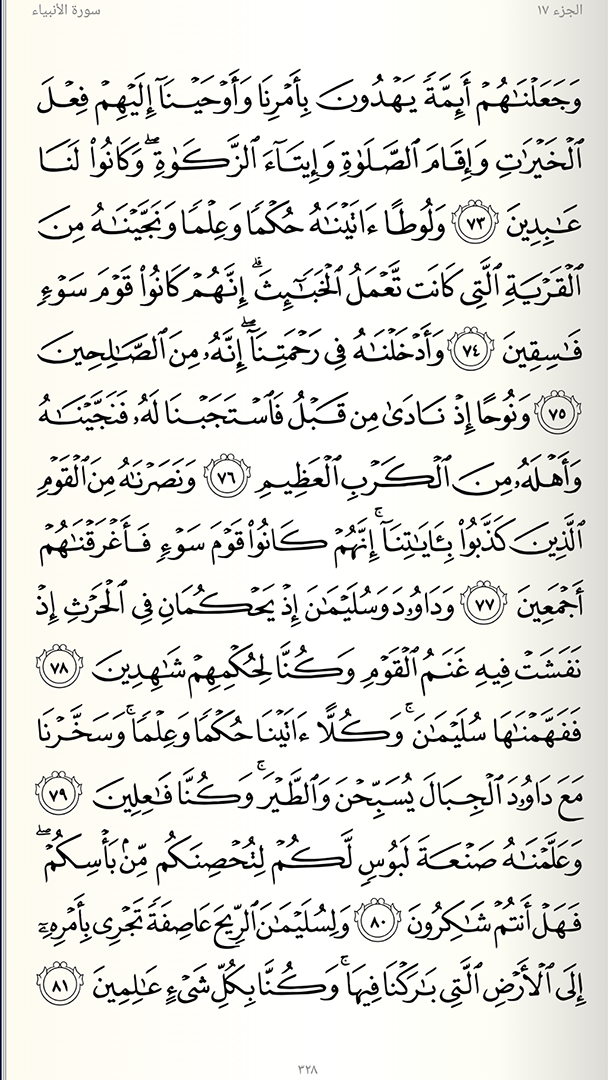 الجزء ١٧
سورة الأنبياء
وَجَعَلۡنَٰهُمۡ أَئِمَّةٗ يَهۡدُونَ بِأَمۡرِنَا وَأَوۡحَيۡنَآ إِلَيۡهِمۡ فِعۡلَ
ٱلۡخَيۡرَٰتِ وَإِقَامَ ٱلصَّلَوٰةِ وَإِيتَآءَ ٱلزَّكَوٰةِۖ وَكَانُواْ لَنَا
عَٰبِدِينَ ٧٣ وَلُوطًا ءَاتَيۡنَٰهُ حُكۡمٗا وَعِلۡمٗا وَنَجَّيۡنَٰهُ مِنَ
ٱلۡقَرۡيَةِ ٱلَّتِي كَانَت تَّعۡمَلُ ٱلۡخَبَٰٓئِثَۚ إِنَّهُمۡ كَانُواْ قَوۡمَ سَوۡءٖ
فَٰسِقِينَ ٧٤ وَأَدۡخَلۡنَٰهُ فِي رَحۡمَتِنَآۖ إِنَّهُۥ مِنَ ٱلصَّٰلِحِينَ
٧٥ وَنُوحًا إِذۡ نَادَىٰ مِن قَبۡلُ فَٱسۡتَجَبۡنَا لَهُۥ فَنَجَّيۡنَٰهُ
وَأَهۡلَهُۥ مِنَ ٱلۡكَرۡبِ ٱلۡعَظِيمِ ٧٦ وَنَصَرۡنَٰهُ مِنَ ٱلۡقَوۡمِ
ٱلَّذِينَ كَذَّبُواْ بِـَٔايَٰتِنَآۚ إِنَّهُمۡ كَانُواْ قَوۡمَ سَوۡءٖ فَأَغۡرَقۡنَٰهُمۡ
أَجۡمَعِينَ ٧٧ وَدَاوُۥدَ وَسُلَيۡمَٰنَ إِذۡ يَحۡكُمَانِ فِي ٱلۡحَرۡثِ إِذۡ
نَفَشَتۡ فِيهِ غَنَمُ ٱلۡقَوۡمِ وَكُنَّا لِحُكۡمِهِمۡ شَٰهِدِينَ ٧٨
فَفَهَّمۡنَٰهَا سُلَيۡمَٰنَۚ وَكُلًّا ءَاتَيۡنَا حُكۡمٗا وَعِلۡمٗاۚ وَسَخَّرۡنَا
مَعَ دَاوُۥدَ ٱلۡجِبَالَ يُسَبِّحۡنَ وَٱلطَّيۡرَۚ وَكُنَّا فَٰعِلِينَ ٧٩
وَعَلَّمۡنَٰهُ صَنۡعَةَ لَبُوسٖ لَّكُمۡ لِتُحۡصِنَكُم مِّنۢ بَأۡسِكُمۡۖ
فَهَلۡ أَنتُمۡ شَٰكِرُونَ ٨٠ وَلِسُلَيۡمَٰنَ ٱلرِّيحَ عَاصِفَةٗ تَجۡرِي بِأَمۡرِهِۦٓ
إِلَى ٱلۡأَرۡضِ ٱلَّتِي بَٰرَكۡنَا فِيهَاۚ وَكُنَّا بِكُلِّ شَيۡءٍ عَٰلِمِينَ ٨١
٣٢٨